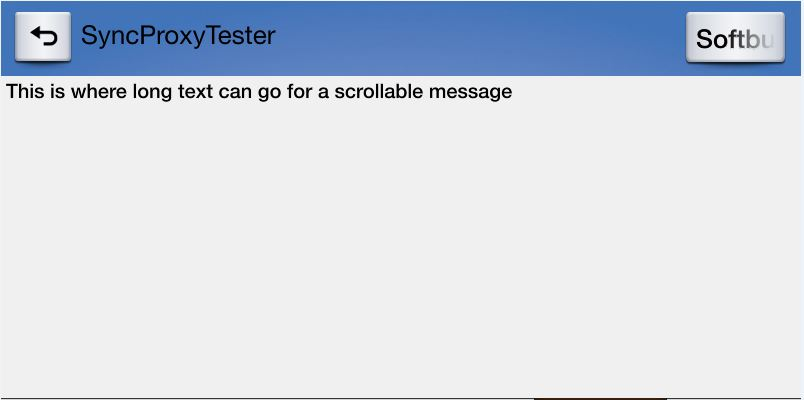 SyncProxyTester
Softbu
This is where long text can go for a scrollable message